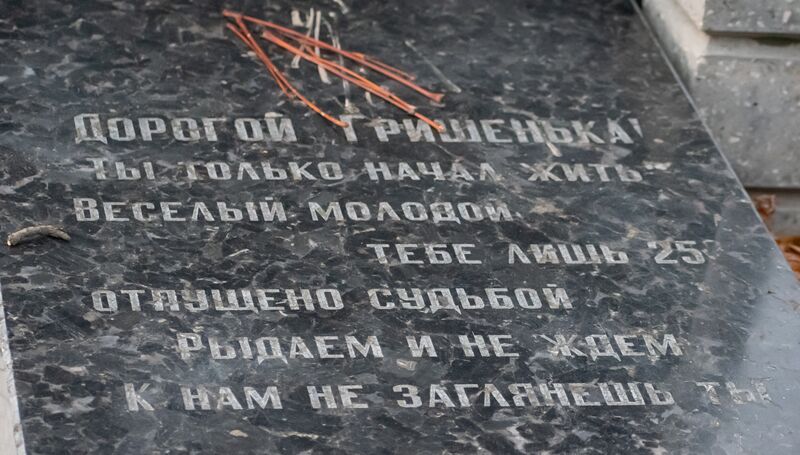 Дорогой Гришенька!
Ты только начал жить
Веселый молодой
тебе лишь 25
отпущено судьбой
Рыдаем и не ждем
К нам не заглянешь ты